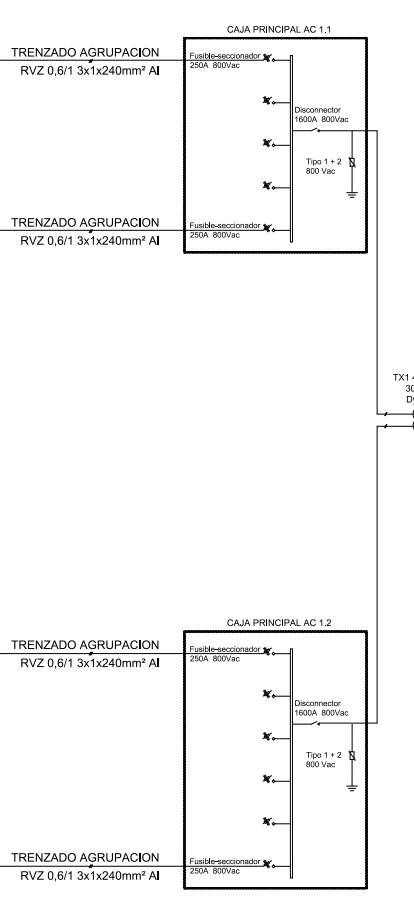 CAJA PRINCIPAL AC 1.1
TRENZADO AGRUPACION
RVZ 0,6/1 3x1x240mm² Al
Fusible-seccionador
250A 800Vac
Disconnector
1600A 800Vac
Tipo 1 + 2
800 Vac
TRENZADO AGRUPACION
RVZ 0,6/1 3x1x240mm² Al
Fusible-seccionador
250A 800Vac
TX1
30
Dy
CAJA PRINCIPAL AC 1.2
TRENZADO AGRUPACION
RVZ 0,6/1 3x1x240mm² Al
Fusible-seccionador
250A 800Vac
Disconnector
1600A 800Vac
Tipo 1 + 2
800 Vac
TRENZADO AGRUPACION
RVZ 0,6/1 3x1x240mm² Al
Fusible-seccionador
250A 800Vac